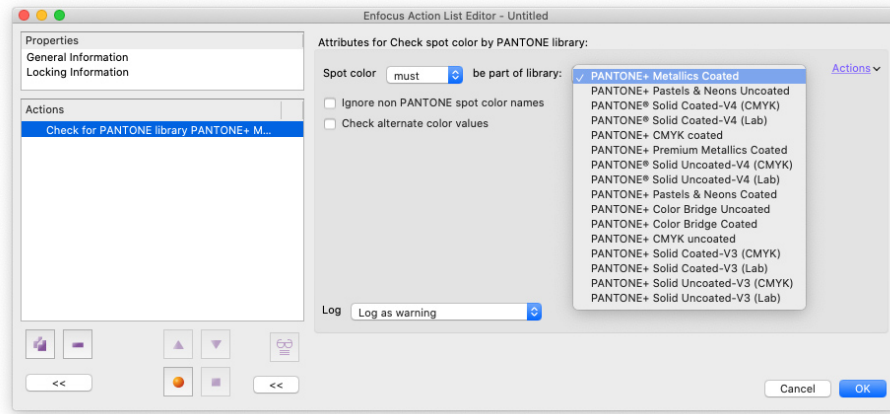 Enfocus Action List Editor - Untitled
Properties
General Information
Locking Information
Actions
Check for PANTONE library PANTONE+ M...
<<
<<
Attributes for Check spot color by PANTONE library:
Spot color must be part of library:
Ignore non PANTONE spot color names
Check alternate color values
✓ PANTONE+ Metallics Coated
PANTONE+ Pastels & Neons Uncoated
PANTONE® Solid Coated-V4 (CMYK)
PANTONE® Solid Coated-V4 (Lab)
PANTONE+ CMYK coated
PANTONE+ Premium Metallics Coated
PANTONE® Solid Uncoated-V4 (CMYK)
PANTONE® Solid Uncoated-V4 (Lab)
PANTONE+ Pastels & Neons Coated
PANTONE+ Color Bridge Uncoated
PANTONE+ Color Bridge Coated
PANTONE+ CMYK uncoated
PANTONE+ Solid Coated-V3 (CMYK)
PANTONE+ Solid Coated-V3 (Lab)
PANTONE+ Solid Uncoated-V3 (CMYK)
PANTONE+ Solid Uncoated-V3 (Lab)
Actions
Log Log as warning
Cancel OK